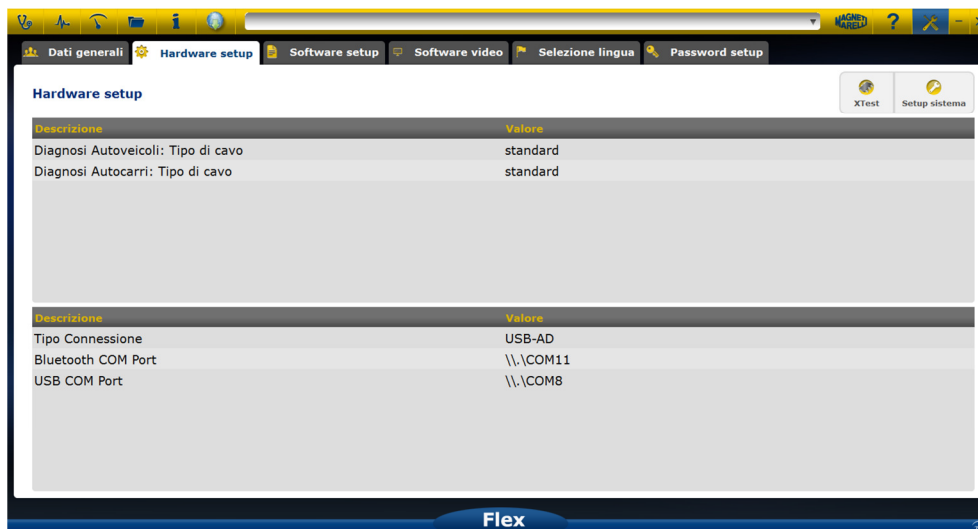 MAGNETI
MARELLI
?
Dati generali
Hardware setup
Software setup
Software video
Selezione lingua
Password setup
Hardware setup
XTest
Setup sistema
Descrizione Valore
Diagnosi Autoveicoli: Tipo di cavo standard
Diagnosi Autocarri: Tipo di cavo standard
Descrizione Valore
Tipo Connessione USB-AD
Bluetooth COM Port \\.\COM11
USB COM Port \\.\COM8
Flex